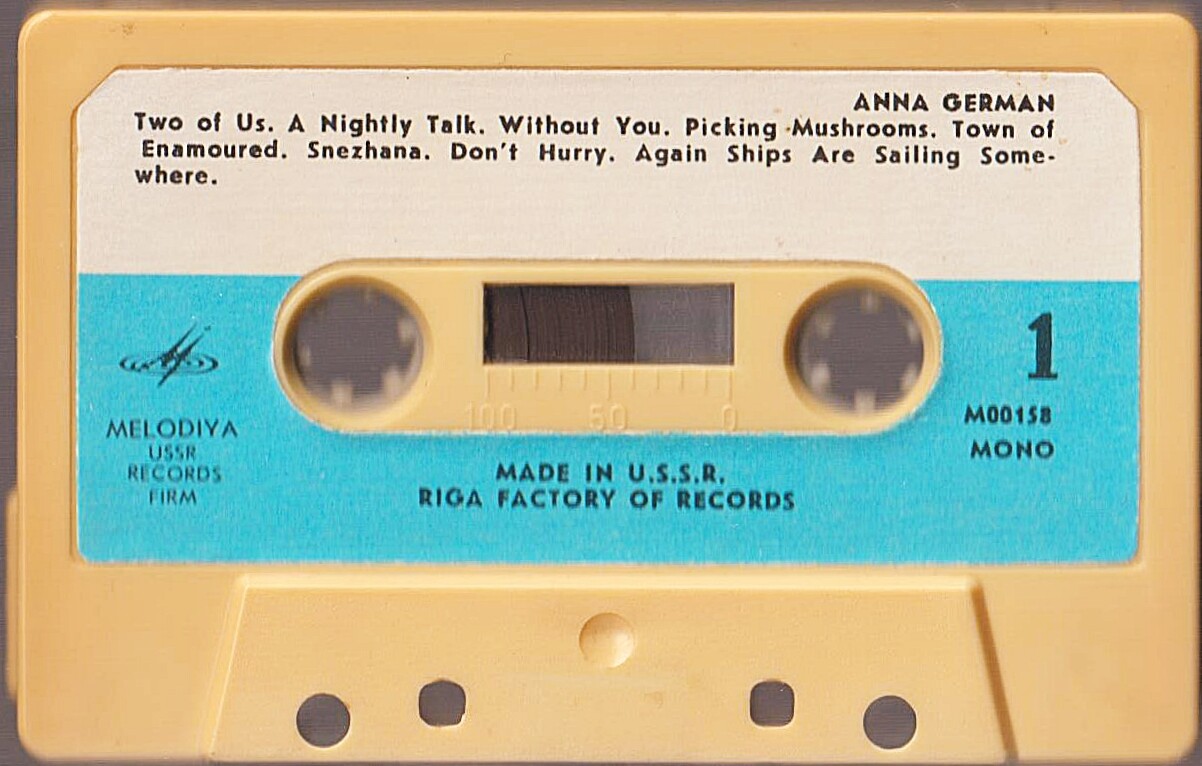 ANNA GERMAN
Two of Us. A Nightly Talk. Without You. Picking Mushrooms. Town of
Enamoured. Snezhana. Don't Hurry. Again Ships Are Sailing Some-
where.
1
M00158
MONO
MELODIYA
USSR
RECORDS
FIRM
100 50 0
MADE IN U.S.S.R.
RIGA FACTORY OF RECORDS